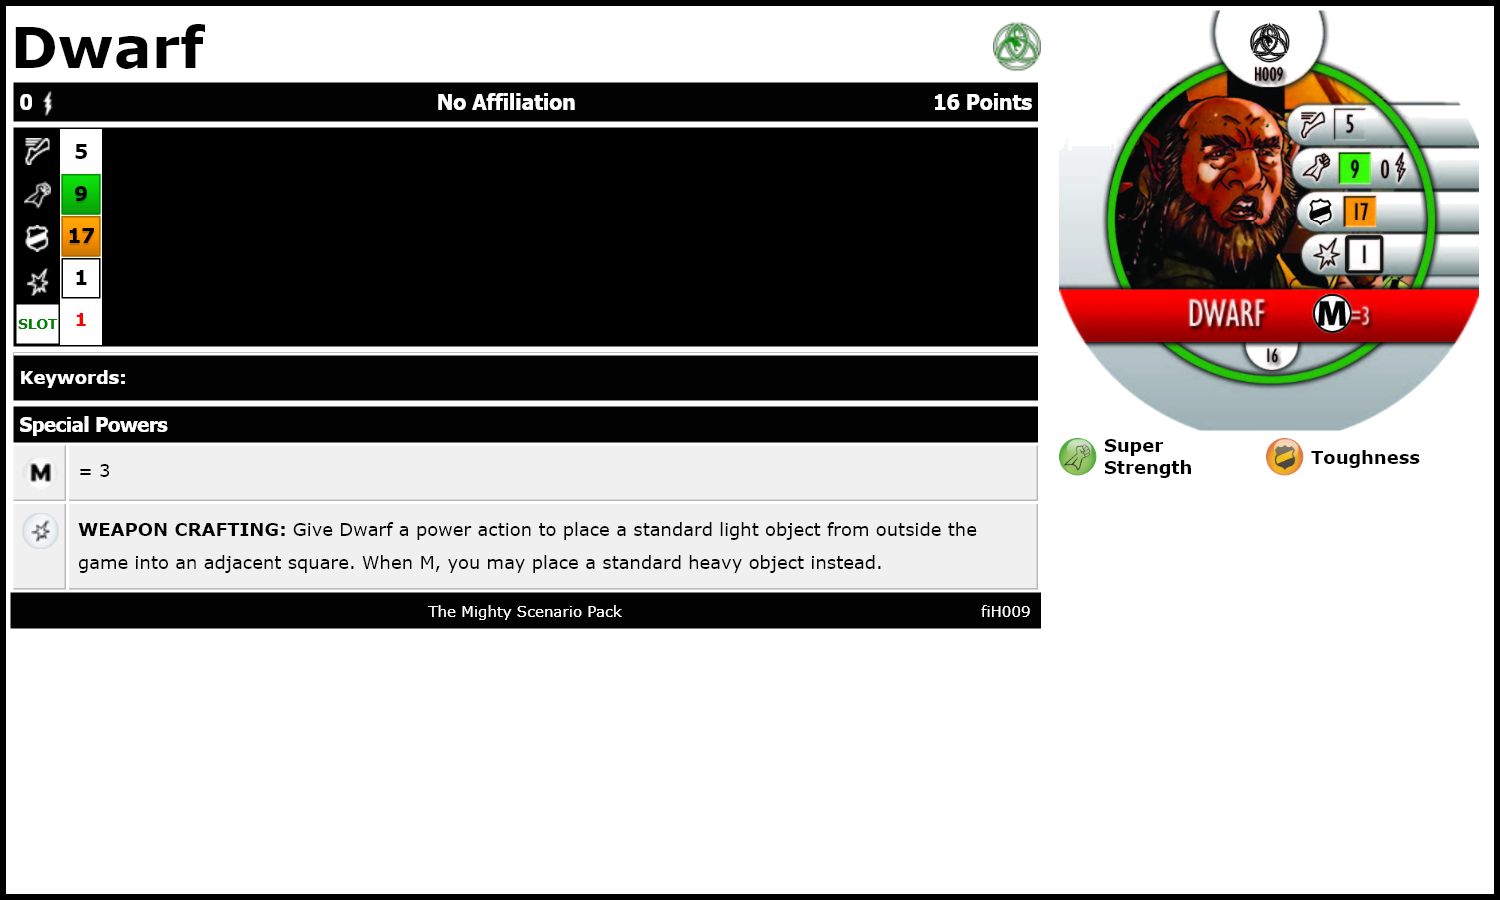 Dwarf
0 No Affiliation 16 Points
5
9
17
1
SLOT 1
Keywords:
Special Powers
M = 3
WEAPON CRAFTING: Give Dwarf a power action to place a standard light object from outside the
game into an adjacent square. When M, you may place a standard heavy object instead.
The Mighty Scenario Pack fiH009
H009
5
9 0
17
1
DWARF M=3
16
Super
Strength
Toughness